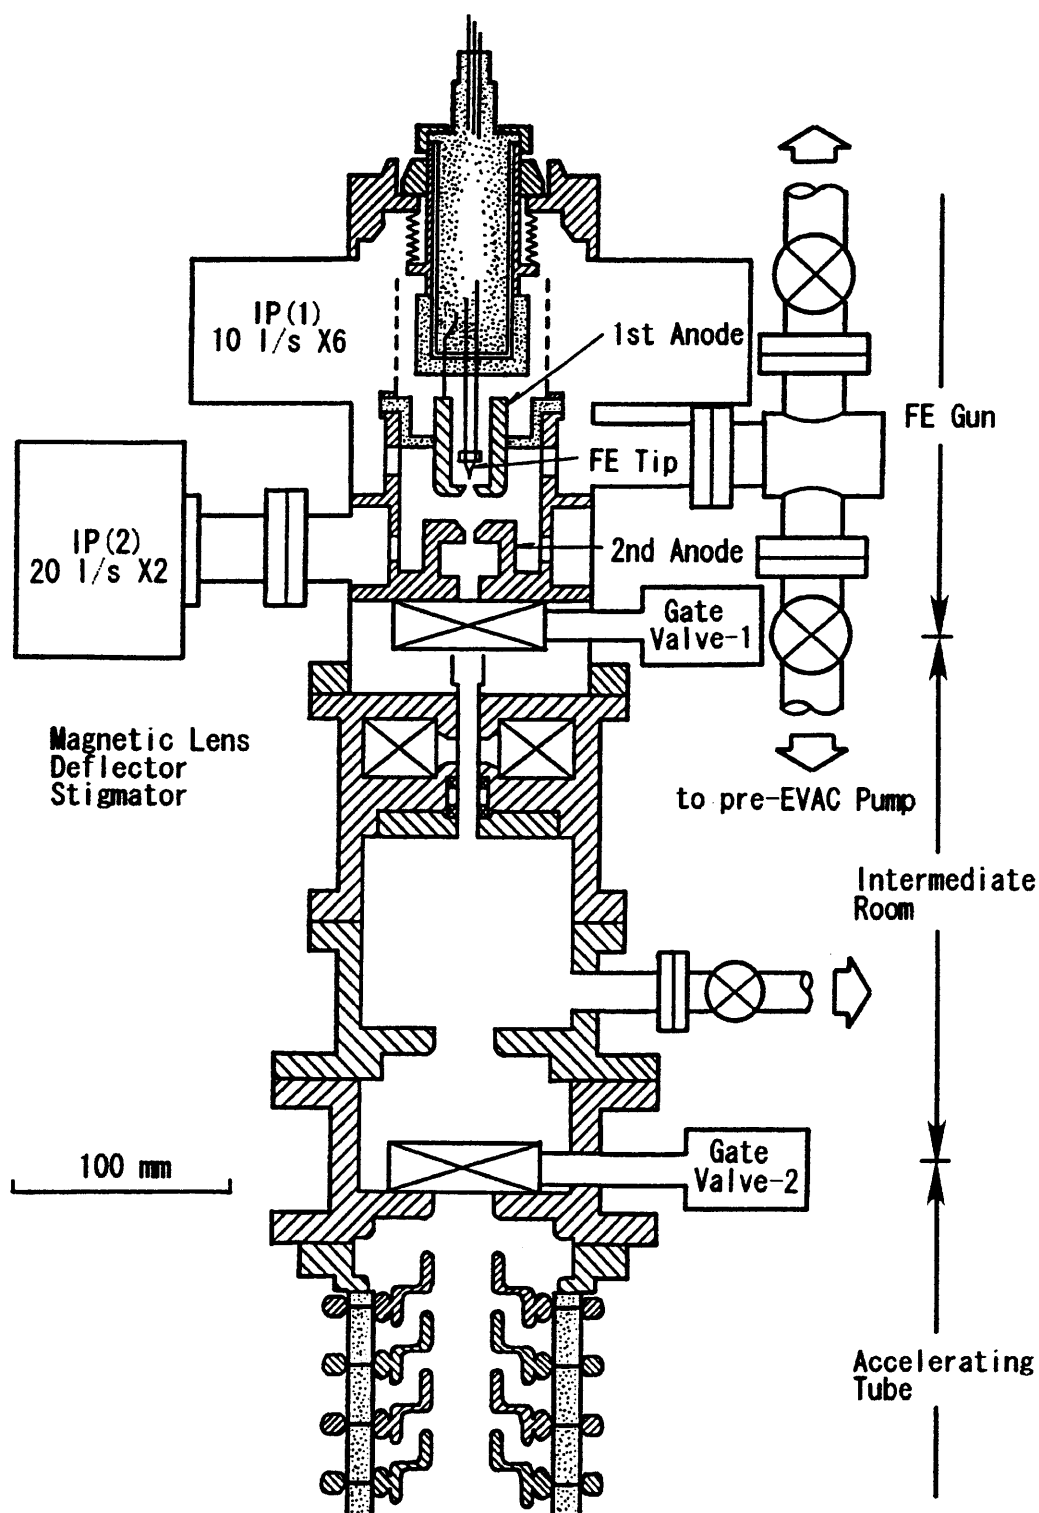 IP(1)
10 l/s X6
1st Anode
FE Gun
FE Tip
IP(2)
20 l/s X2
2nd Anode
Gate
Valve-1
Magnetic Lens
Deflector
Stigmator
to pre-EVAC Pump
Intermediate
Room
100 mm
Gate
Valve-2
Accelerating
Tube